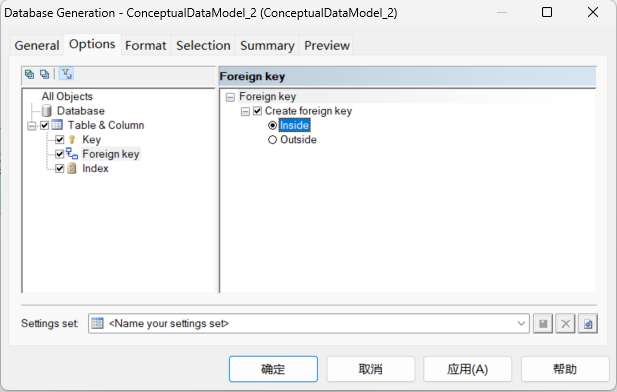 Database Generation - ConceptualDataModel_2 (ConceptualDataModel_2)
General Options Format Selection Summary Preview
Foreign key
All Objects
Database
Table & Column
Key
Foreign key
Index
Foreign key
Create foreign key
Inside
Outside
Settings set: <Name your settings set>
确定 取消 应用(A) 帮助